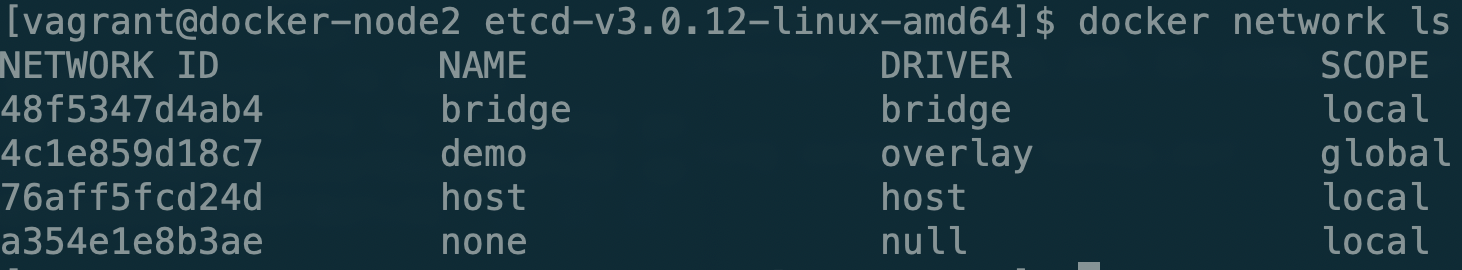 [vagrant@docker-node2 etcd-v3.0.12-linux-amd64]$ docker network ls
NETWORK ID NAME DRIVER SCOPE
48f5347d4ab4 bridge bridge local
4c1e859d18c7 demo overlay global
76aff5fcd24d host host local
a354e1e8b3ae none null local